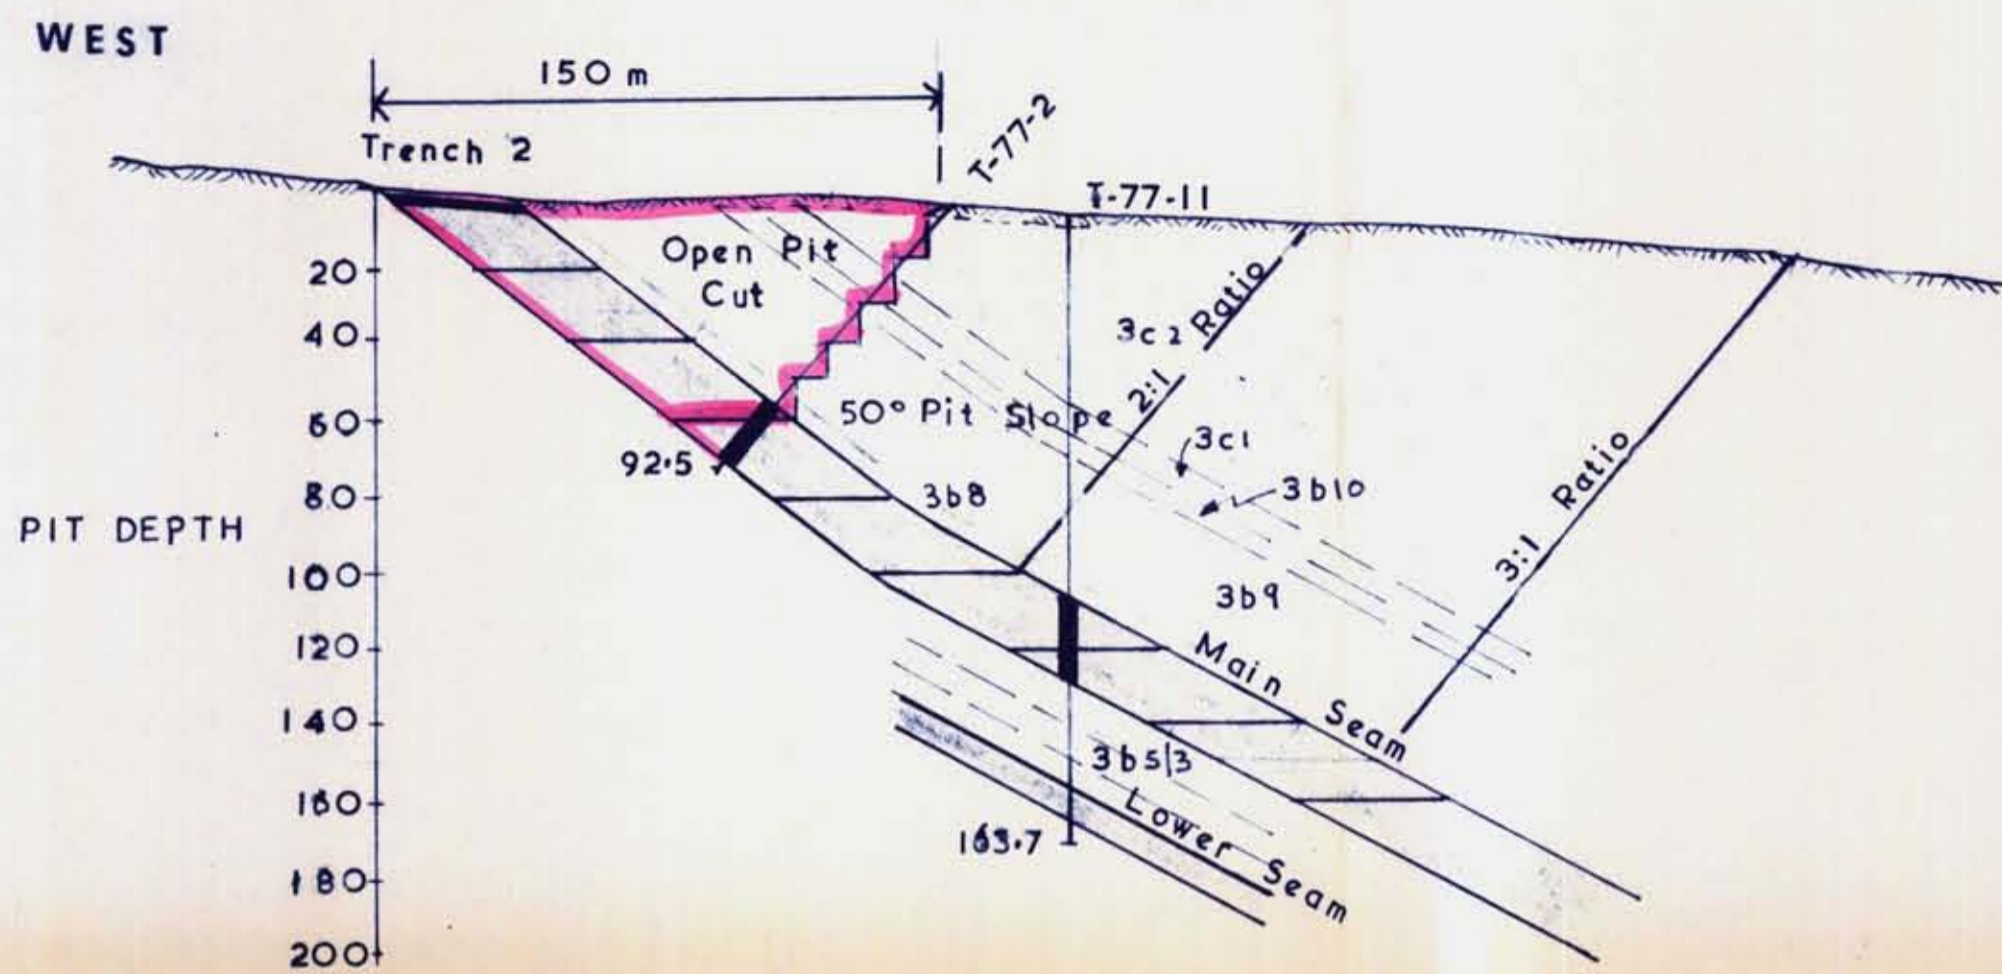 WEST
150 m
Trench 2
T-77-2
T-77-11
Open Pit
Cut
20
40
60
80
100
120
140
160
180
200
PIT DEPTH
92.5
50° Pit Slope
2:1 Ratio
3c2
3c1
3b10
3:1 Ratio
3b8
3b9
Main Seam
3b5/3
Lower Seam
163.7